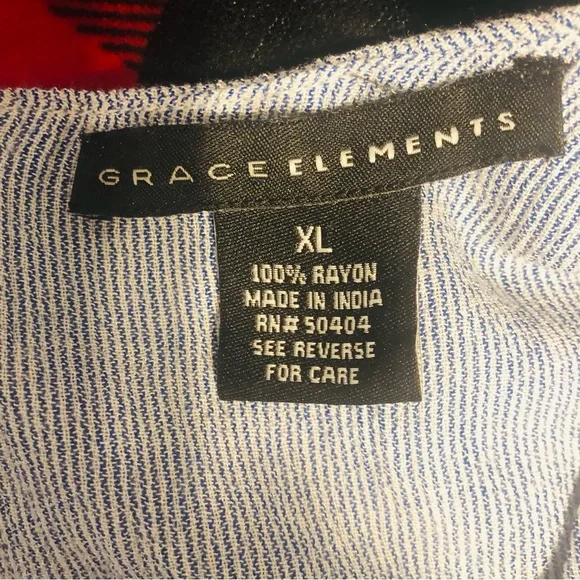 GRACE ELEMENTS
XL
100% RAYON
MADE IN INDIA
RN# 50404
SEE REVERSE
FOR CARE